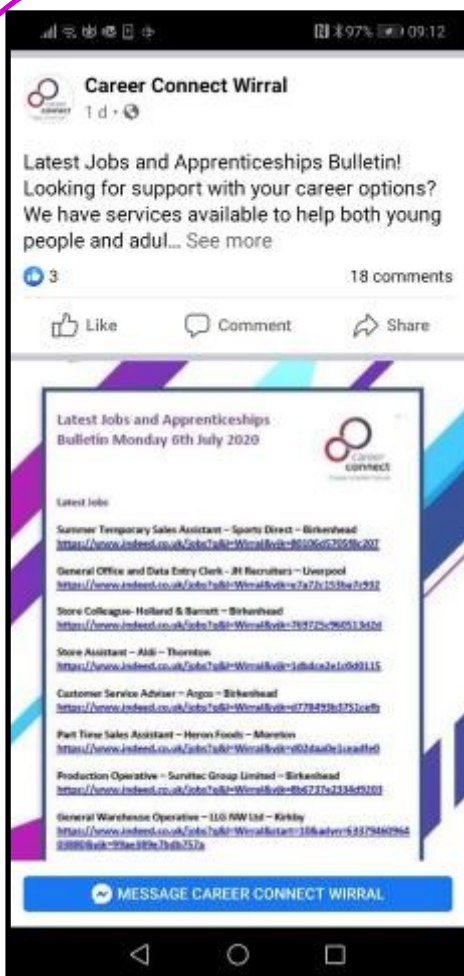 97% 09:12
Career Connect Wirral
1 d ·
Latest Jobs and Apprenticeships Bulletin!
Looking for support with your career options?
We have services available to help both young
people and adul... See more
3
18 comments
Like Comment Share
Latest Jobs and Apprenticeships
Bulletin Monday 6th July 2020
career
connect
Latest Jobs
Summer Temporary Sales Assistant – Sports Direct – Birkenhead
General Office and Data Entry Clerk - JH Recruiters – Liverpool
Store Colleague- Holland & Barrett – Birkenhead
Store Assistant – Aldi – Thornton
Customer Service Adviser – Argos – Birkenhead
Part Time Sales Assistant – Heron Foods – Moreton
Production Operative – Survitec Group Limited – Birkenhead
General Warehouse Operative – LLG NW Ltd – Kirkby
MESSAGE CAREER CONNECT WIRRAL